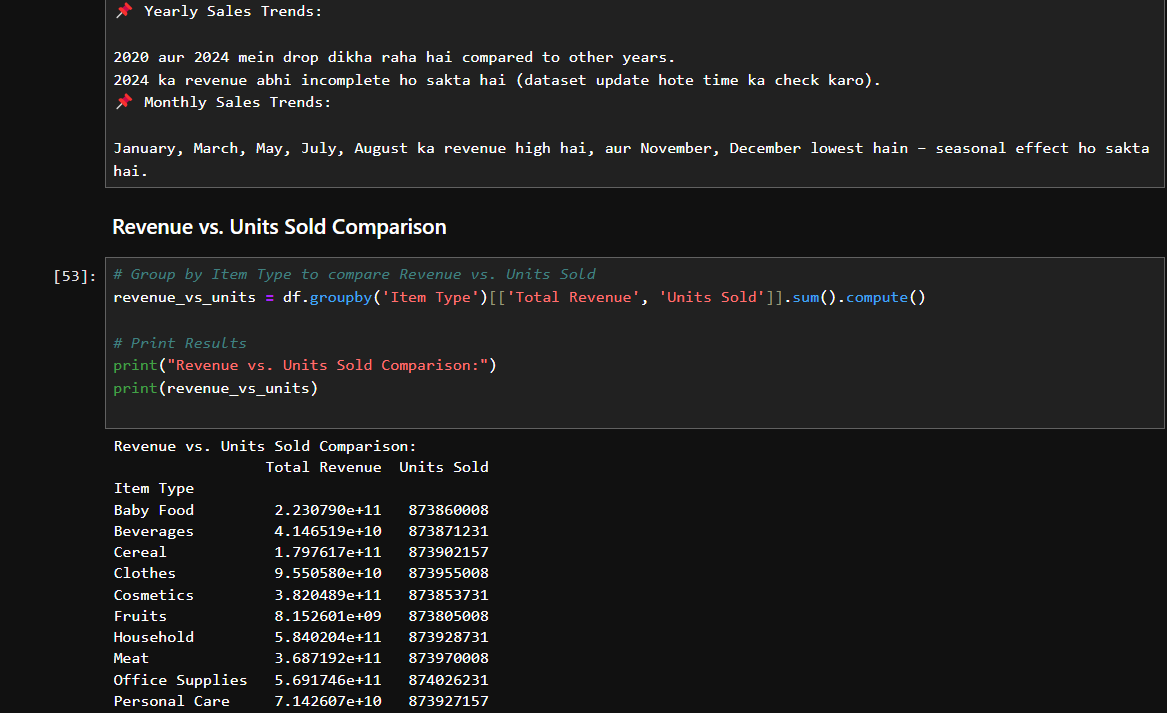 📌 Yearly Sales Trends:
2020 aur 2024 mein drop dikha raha hai compared to other years.
2024 ka revenue abhi incomplete ho sakta hai (dataset update hote time ka check karo).
📌 Monthly Sales Trends:
January, March, May, July, August ka revenue high hai, aur November, December lowest hain – seasonal effect ho sakta
hai.
Revenue vs. Units Sold Comparison
[53]: # Group by Item Type to compare Revenue vs. Units Sold
revenue_vs_units = df.groupby('Item Type')[['Total Revenue', 'Units Sold']].sum().compute()
# Print Results
print("Revenue vs. Units Sold Comparison:")
print(revenue_vs_units)
Revenue vs. Units Sold Comparison:
Total Revenue Units Sold
Item Type
Baby Food 2.230790e+11 873860008
Beverages 4.146519e+10 873871231
Cereal 1.797617e+11 873902157
Clothes 9.550580e+10 873955008
Cosmetics 3.820489e+11 873853731
Fruits 8.152601e+09 873805008
Household 5.840204e+11 873928731
Meat 3.687192e+11 873970008
Office Supplies 5.691746e+11 874026231
Personal Care 7.142607e+10 873927157